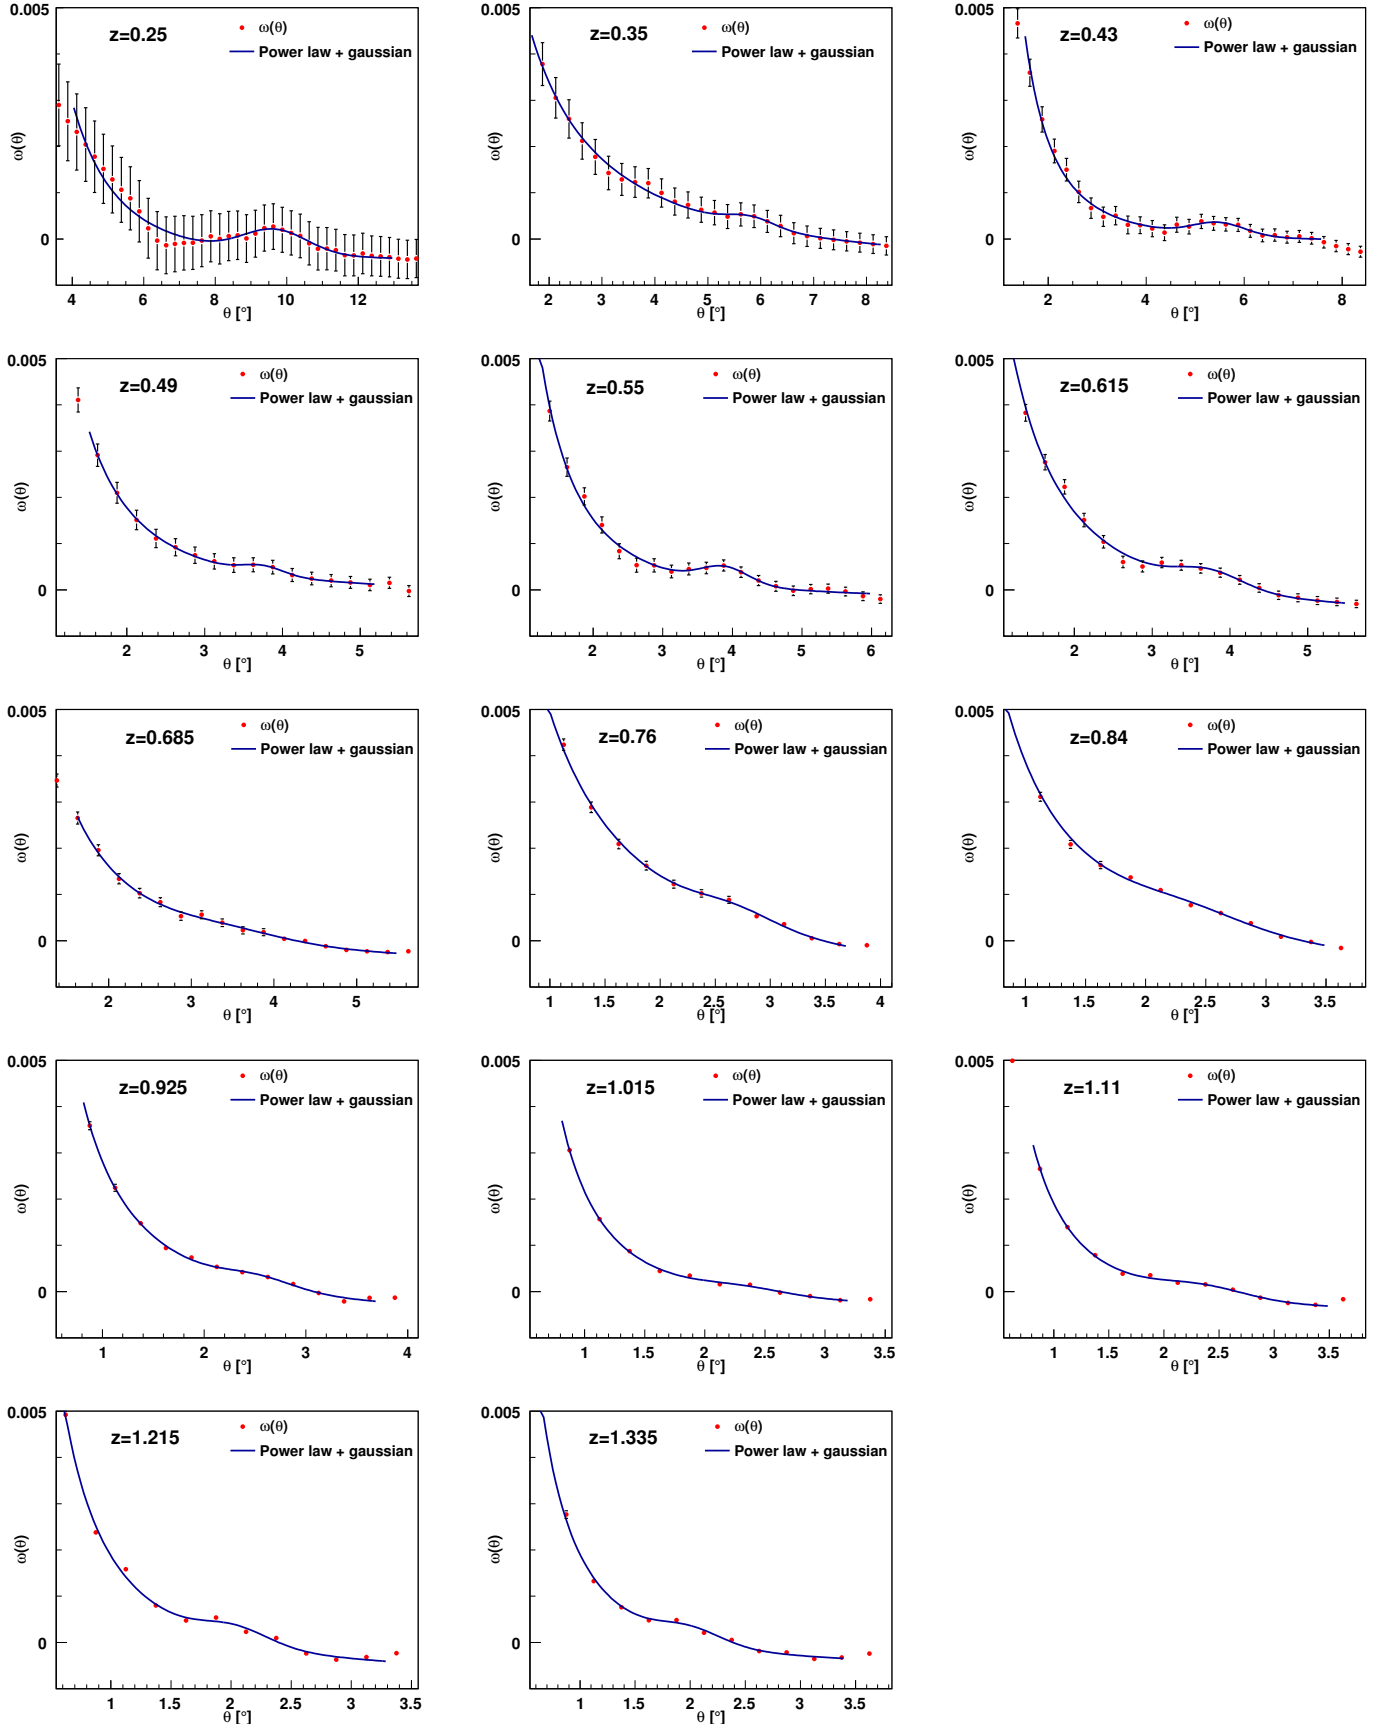 0.005
z=0.25
ω(θ)
Power law + gaussian
ω(θ)
0
4 6 8 10 12
θ [°]
0.005
z=0.35
ω(θ)
Power law + gaussian
ω(θ)
0
2 3 4 5 6 7 8
θ [°]
0.005
z=0.43
ω(θ)
Power law + gaussian
ω(θ)
0
2 4 6 8
θ [°]
0.005
z=0.49
ω(θ)
Power law + gaussian
ω(θ)
0
2 3 4 5
θ [°]
0.005
z=0.55
ω(θ)
Power law + gaussian
ω(θ)
0
2 3 4 5 6
θ [°]
0.005
z=0.615
ω(θ)
Power law + gaussian
ω(θ)
0
2 3 4 5
θ [°]
0.005
z=0.685
ω(θ)
Power law + gaussian
ω(θ)
0
2 3 4 5
θ [°]
0.005
z=0.76
ω(θ)
Power law + gaussian
ω(θ)
0
1 1.5 2 2.5 3 3.5 4
θ [°]
0.005
z=0.84
ω(θ)
Power law + gaussian
ω(θ)
0
1 1.5 2 2.5 3 3.5
θ [°]
0.005
z=0.925
ω(θ)
Power law + gaussian
ω(θ)
0
1 2 3 4
θ [°]
0.005
z=1.015
ω(θ)
Power law + gaussian
ω(θ)
0
1 1.5 2 2.5 3 3.5
θ [°]
0.005
z=1.11
ω(θ)
Power law + gaussian
ω(θ)
0
1 1.5 2 2.5 3 3.5
θ [°]
0.005
z=1.215
ω(θ)
Power law + gaussian
ω(θ)
0
1 1.5 2 2.5 3 3.5
θ [°]
0.005
z=1.335
ω(θ)
Power law + gaussian
ω(θ)
0
1 1.5 2 2.5 3 3.5
θ [°]